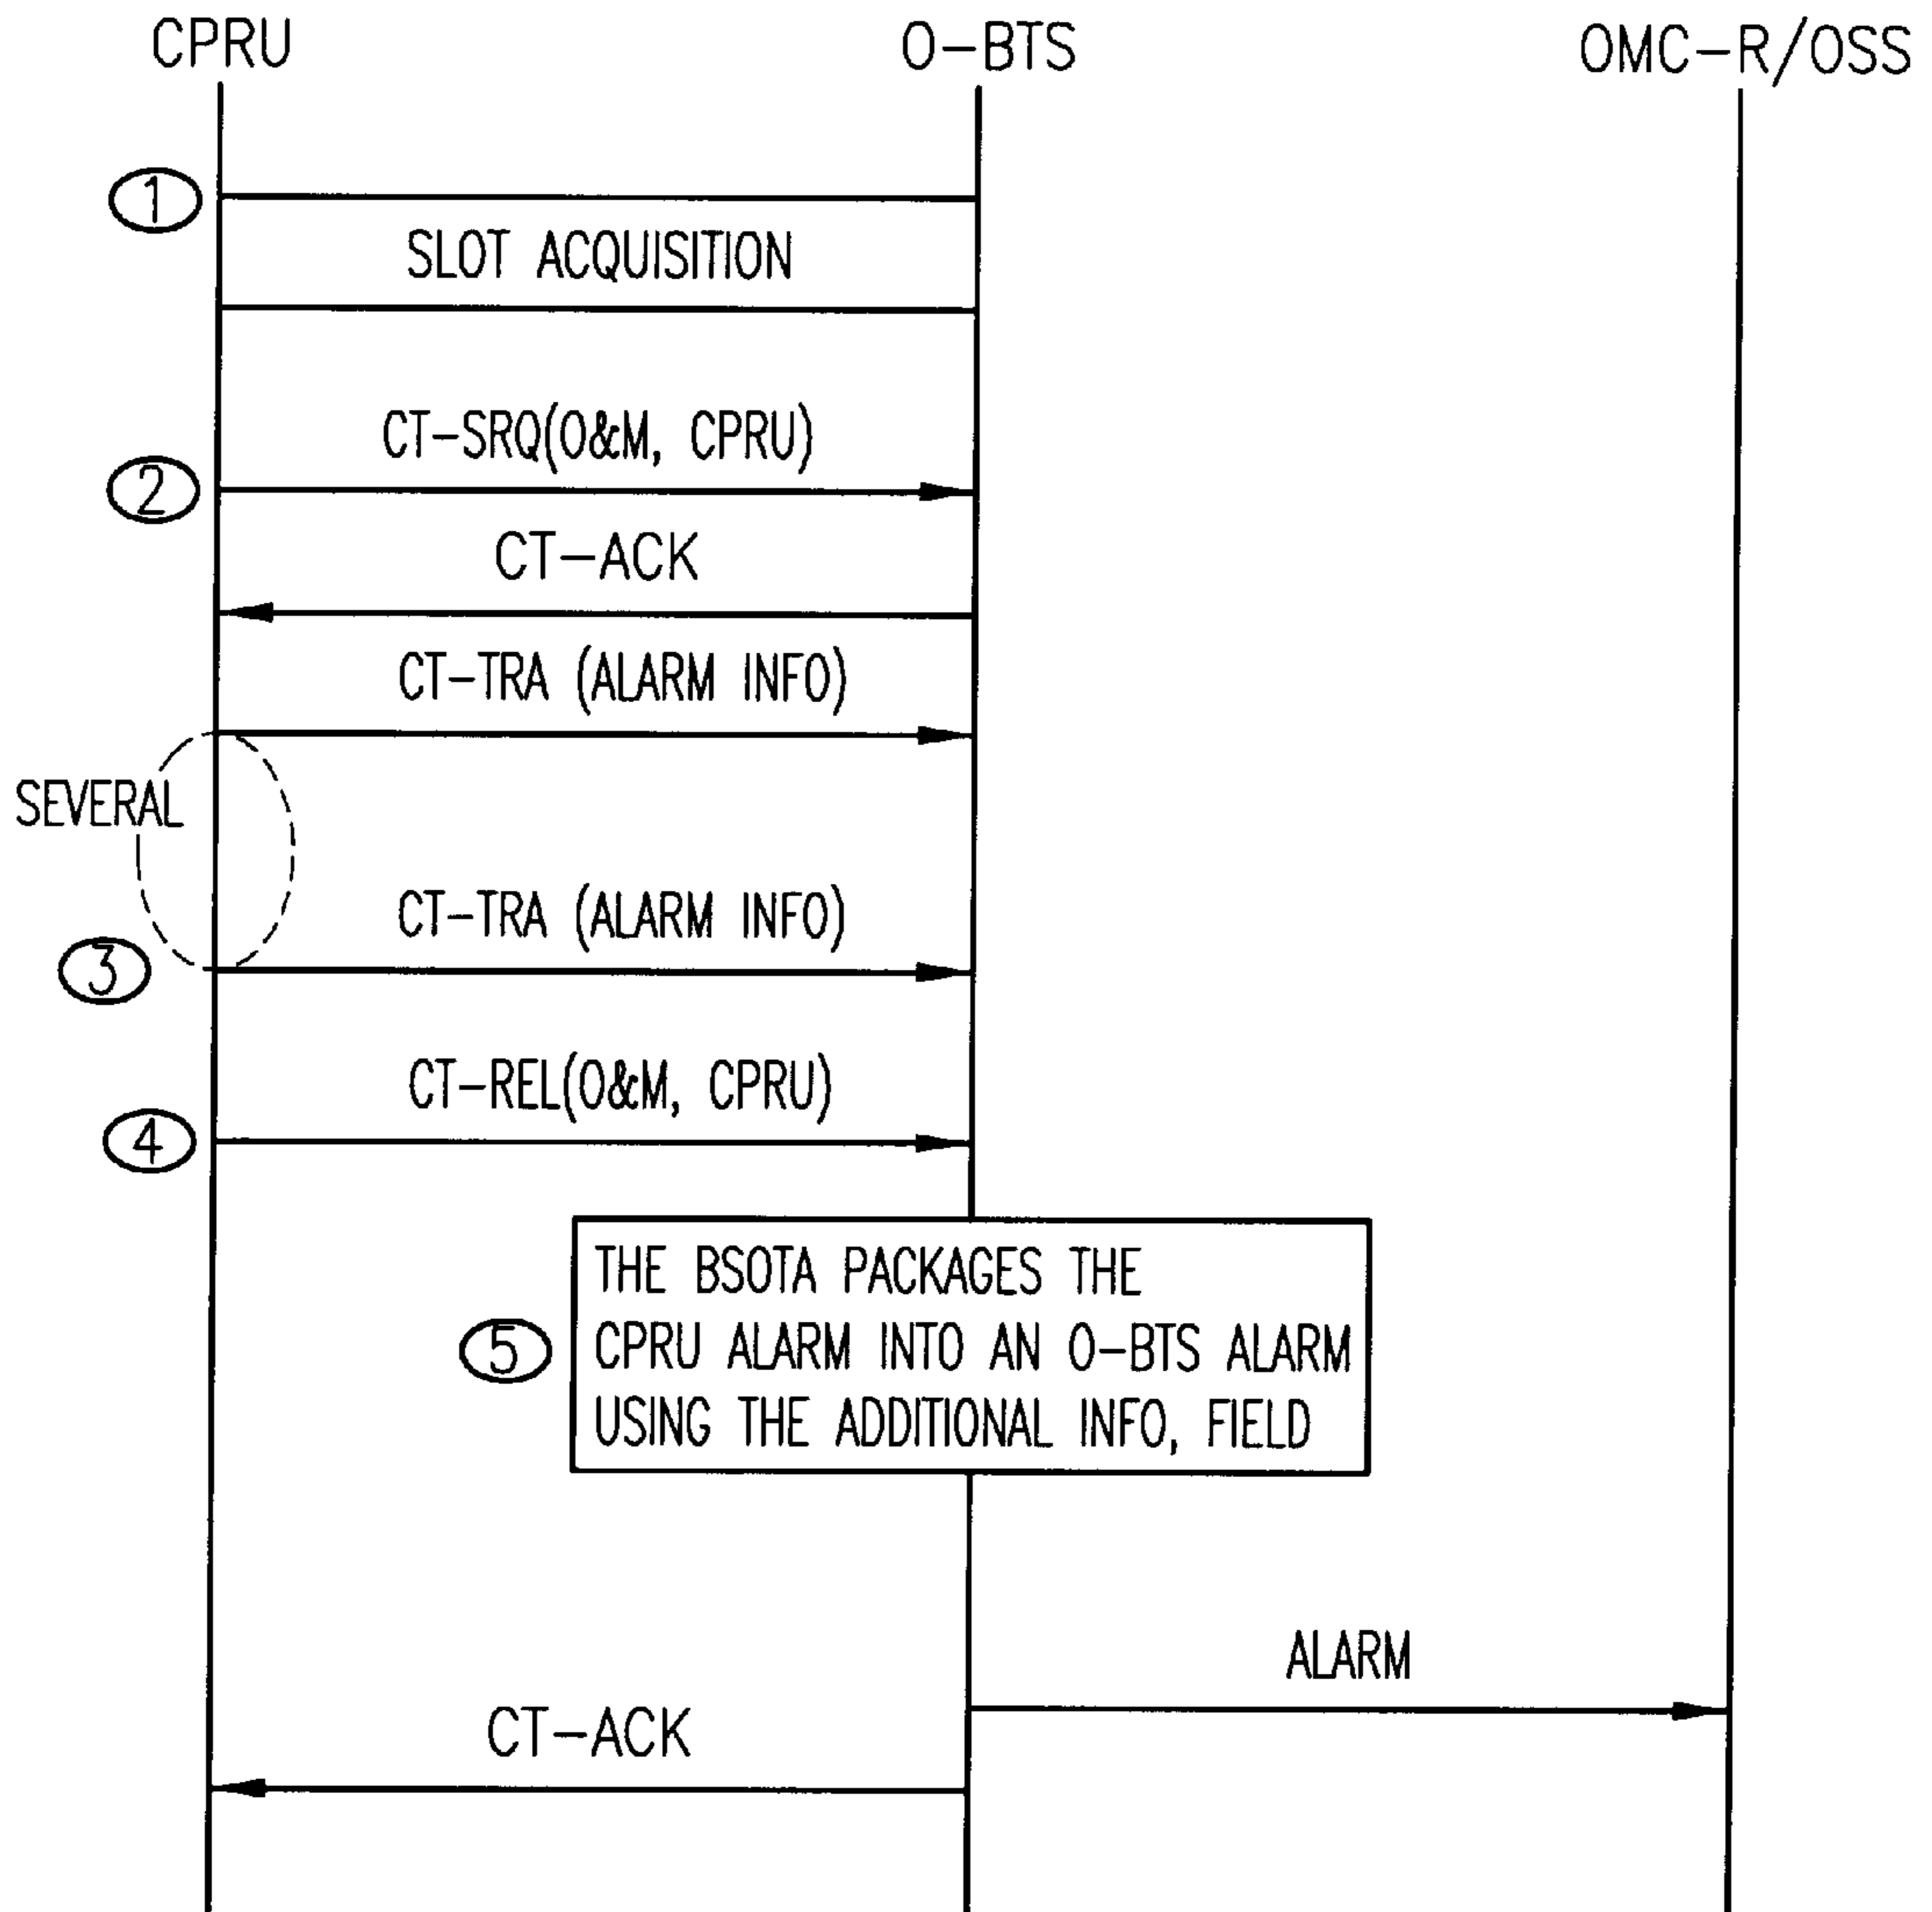 CPRU
O-BTS
OMC-R/OSS
1
SLOT ACQUISITION
CT-SRQ(O&M, CPRU)
2
CT-ACK
CT-TRA (ALARM INFO)
SEVERAL
CT-TRA (ALARM INFO)
3
CT-REL(O&M, CPRU)
4
THE BSOTA PACKAGES THE
5
CPRU ALARM INTO AN O-BTS ALARM
USING THE ADDITIONAL INFO, FIELD
ALARM
CT-ACK